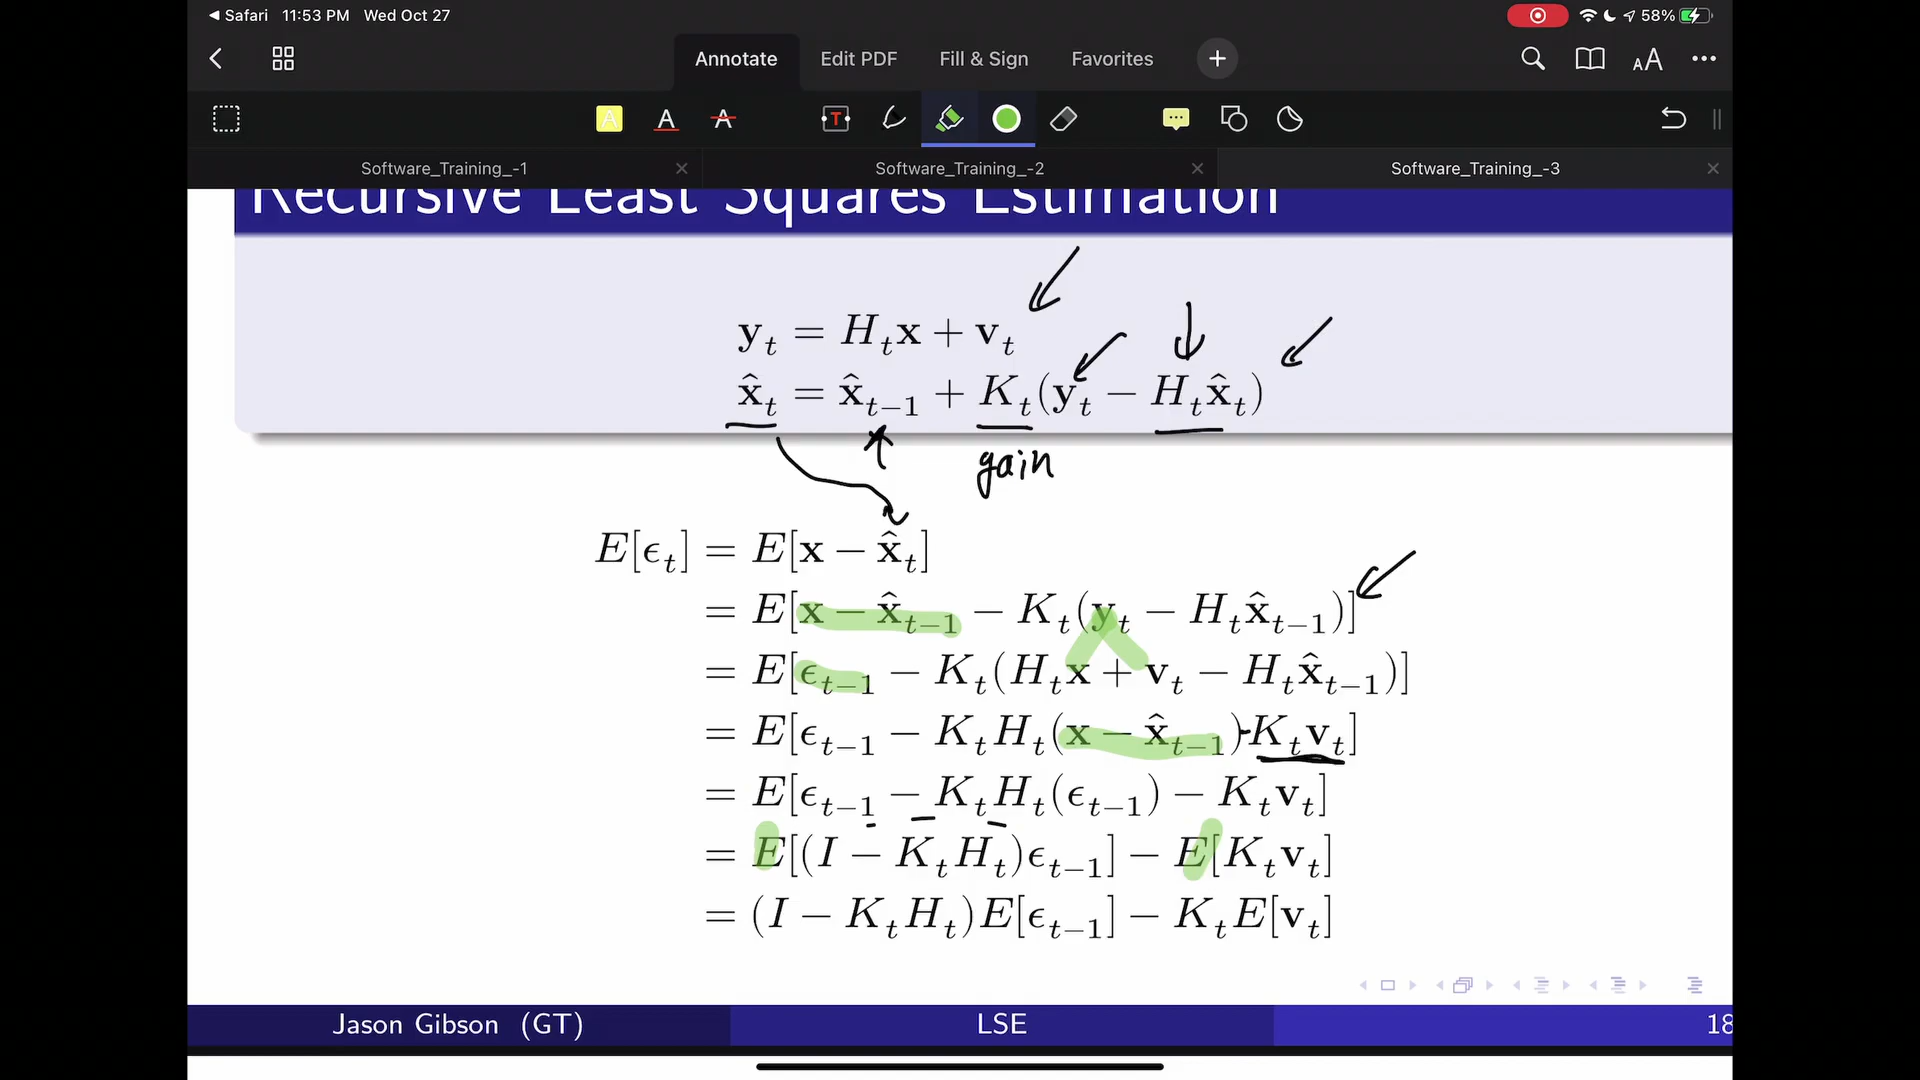 ◀ Safari 11:53 PM Wed Oct 27 58%
Annotate Edit PDF Fill & Sign Favorites
Software_Training_-1 Software_Training_-2 Software_Training_-3
Recursive Least Squares Estimation
y_t = H_t x + v_t
x̂_t = x̂_{t−1} + K_t(y_t − H_t x̂_t)
gain
E[ϵ_t] = E[x − x̂_t]
= E[x − x̂_{t−1} − K_t(y_t − H_t x̂_{t−1})]
= E[ϵ_{t−1} − K_t(H_t x + v_t − H_t x̂_{t−1})]
= E[ϵ_{t−1} − K_t H_t(x − x̂_{t−1}) - K_t v_t]
= E[ϵ_{t−1} − K_t H_t(ϵ_{t−1}) − K_t v_t]
= E[(I − K_t H_t)ϵ_{t−1}] − E[K_t v_t]
= (I − K_t H_t)E[ϵ_{t−1}] − K_t E[v_t]
Jason Gibson (GT) LSE 18